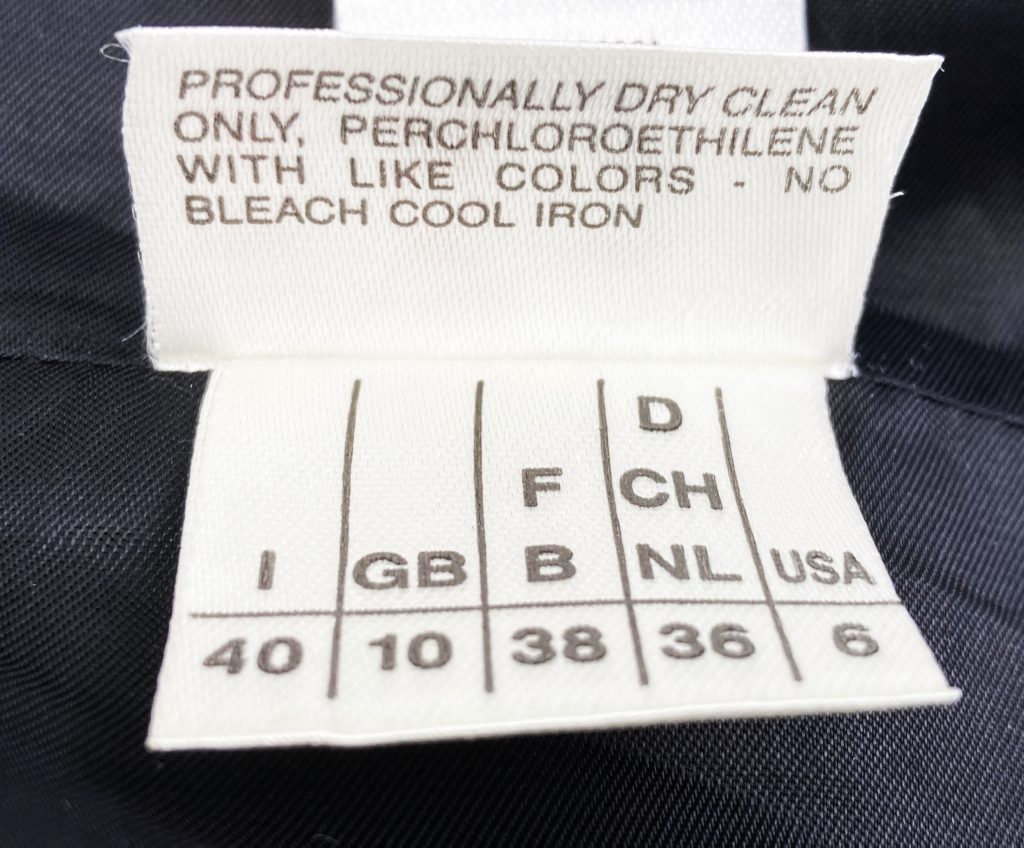 PROFESSIONALLY DRY CLEAN
ONLY, PERCHLOROETHILENE
WITH LIKE COLORS - NO
BLEACH COOL IRON
D
F CH
I GB B NL USA
40 10 38 36 6